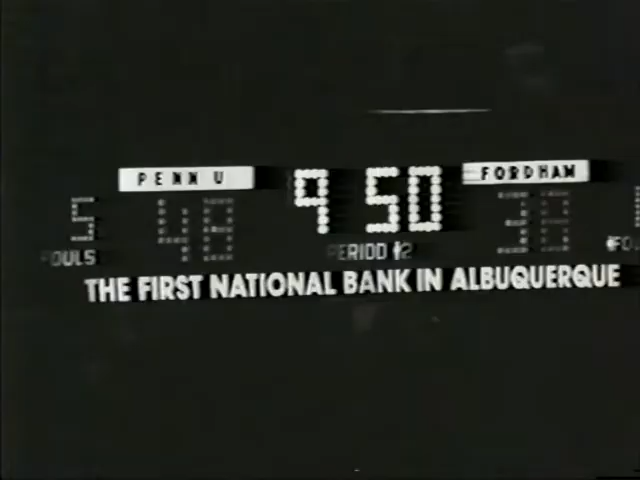 PENN U
FORDHAM
9 50
5
48
38
FOULS
PERIOD 2
THE FIRST NATIONAL BANK IN ALBUQUERQUE